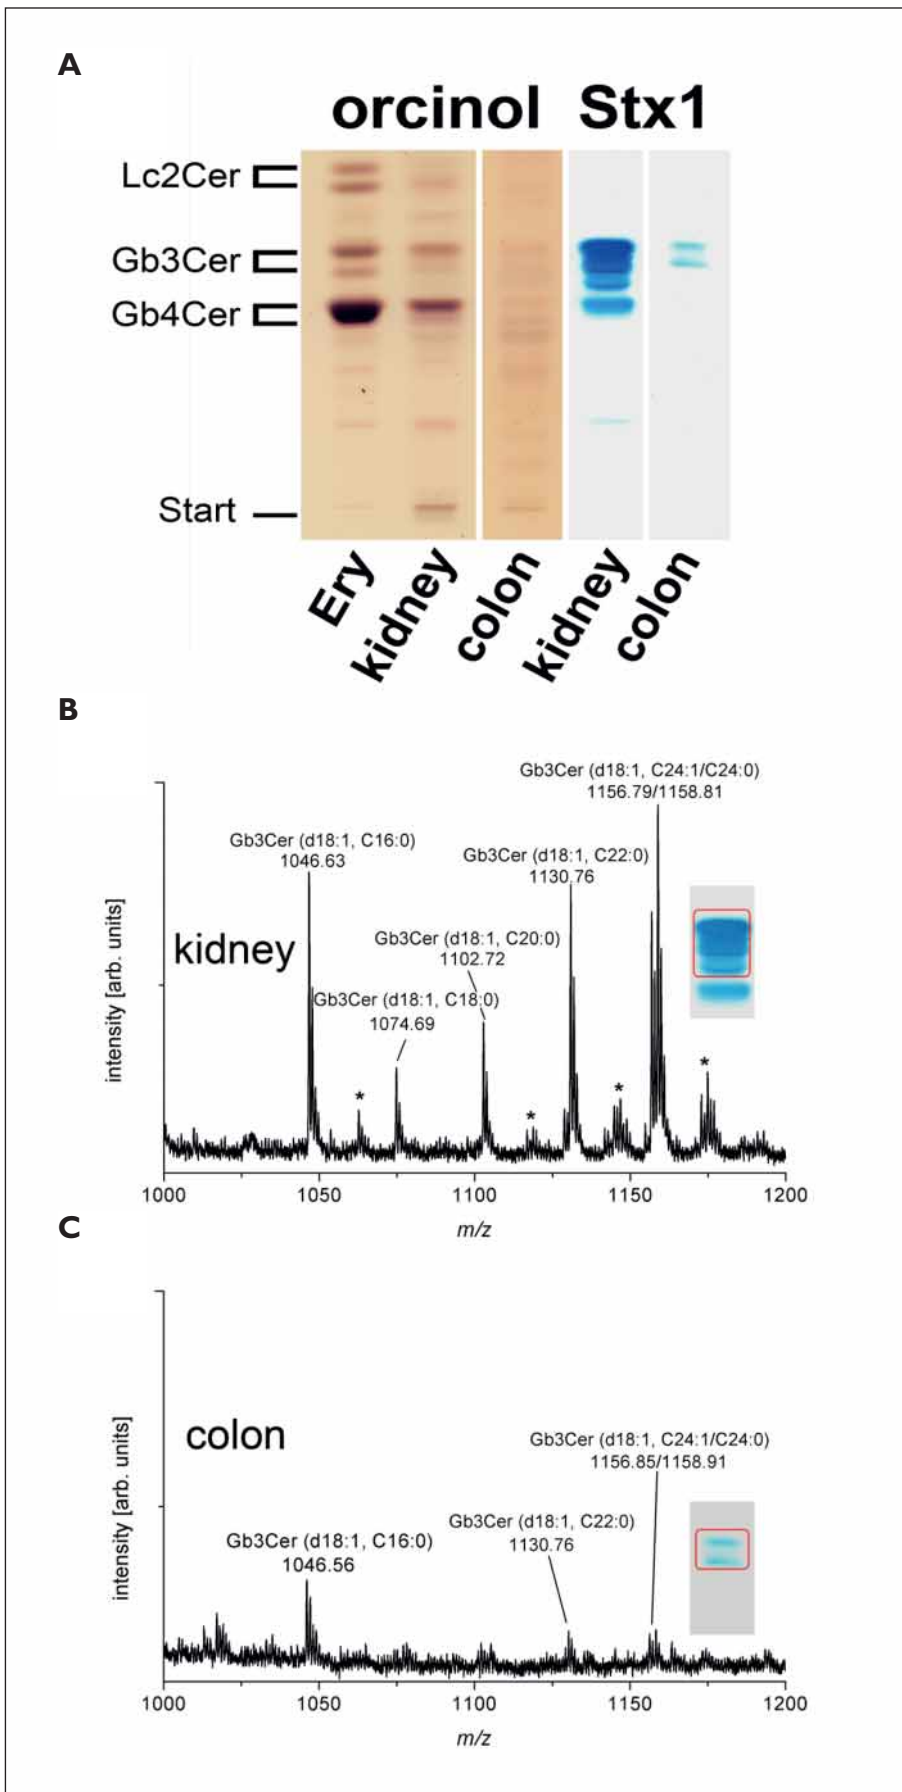 A
orcinol Stx1
Lc2Cer
Gb3Cer
Gb4Cer
Start
Ery kidney colon kidney colon
B
Gb3Cer (d18:1, C24:1/C24:0)
1156.79/1158.81
Gb3Cer (d18:1, C16:0)
1046.63
Gb3Cer (d18:1, C22:0)
1130.76
kidney
Gb3Cer (d18:1, C20:0)
1102.72
Gb3Cer (d18:1, C18:0)
1074.69
* * * *
intensity [arb. units]
1000 1050 1100 1150 1200
m/z
C
colon
Gb3Cer (d18:1, C24:1/C24:0)
1156.85/1158.91
Gb3Cer (d18:1, C22:0)
1130.76
Gb3Cer (d18:1, C16:0)
1046.56
intensity [arb. units]
1000 1050 1100 1150 1200
m/z